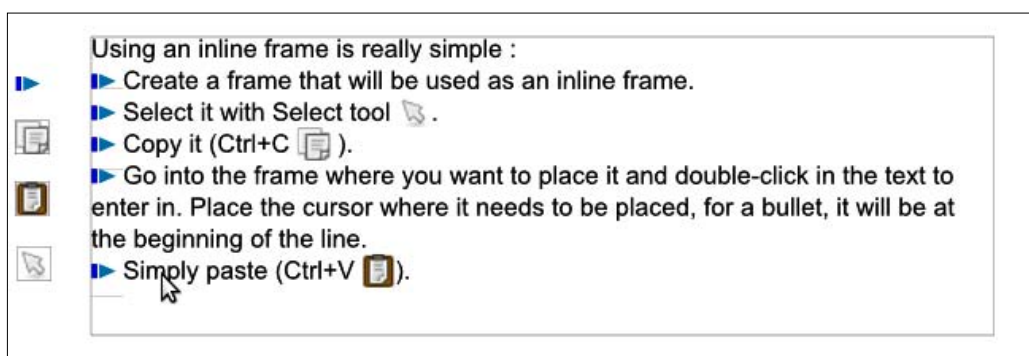 Using an inline frame is really simple :
Create a frame that will be used as an inline frame.
Select it with Select tool .
Copy it (Ctrl+C ).
Go into the frame where you want to place it and double-click in the text to
enter in. Place the cursor where it needs to be placed, for a bullet, it will be at
the beginning of the line.
Simply paste (Ctrl+V ).